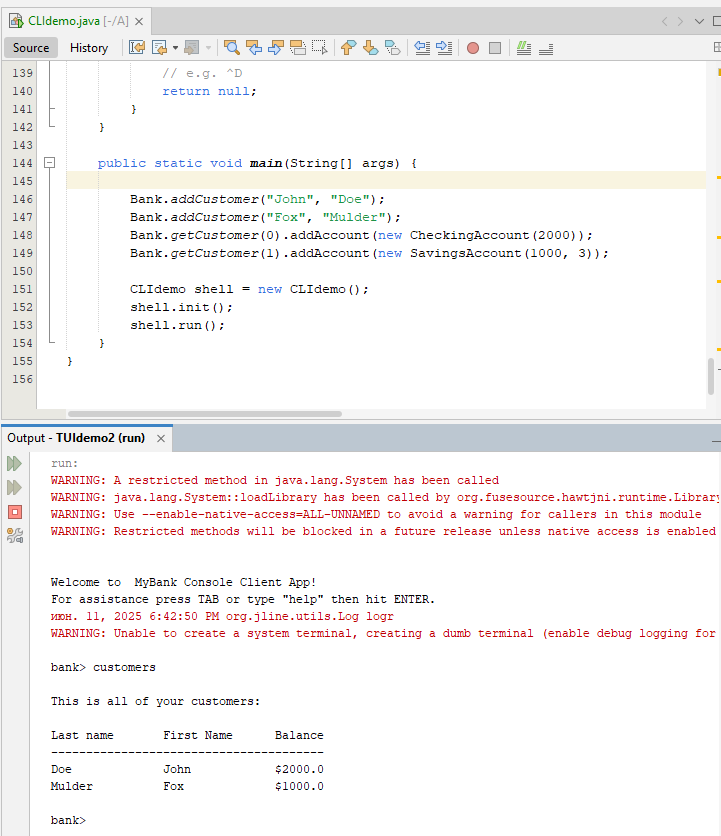 CLIdemo.java [-/A]
Source History
139 // e.g. ^D
140 return null;
141 }
142 }
143
144 public static void main(String[] args) {
145
146 Bank.addCustomer("John", "Doe");
147 Bank.addCustomer("Fox", "Mulder");
148 Bank.getCustomer(0).addAccount(new CheckingAccount(2000));
149 Bank.getCustomer(1).addAccount(new SavingsAccount(1000, 3));
150
151 CLIdemo shell = new CLIdemo();
152 shell.init();
153 shell.run();
154 }
155 }
156
Output - TUIdemo2 (run)
run:
WARNING: A restricted method in java.lang.System has been called
WARNING: java.lang.System::loadLibrary has been called by org.fusesource.hawtjni.runtime.Library
WARNING: Use --enable-native-access=ALL-UNNAMED to avoid a warning for callers in this module
WARNING: Restricted methods will be blocked in a future release unless native access is enabled
Welcome to  MyBank Console Client App!
For assistance press TAB or type "help" then hit ENTER.
июн. 11, 2025 6:42:50 PM org.jline.utils.Log logr
WARNING: Unable to create a system terminal, creating a dumb terminal (enable debug logging for
bank> customers
This is all of your customers:
Last name First Name Balance
---------------------------------------
Doe John $2000.0
Mulder Fox $1000.0
bank>